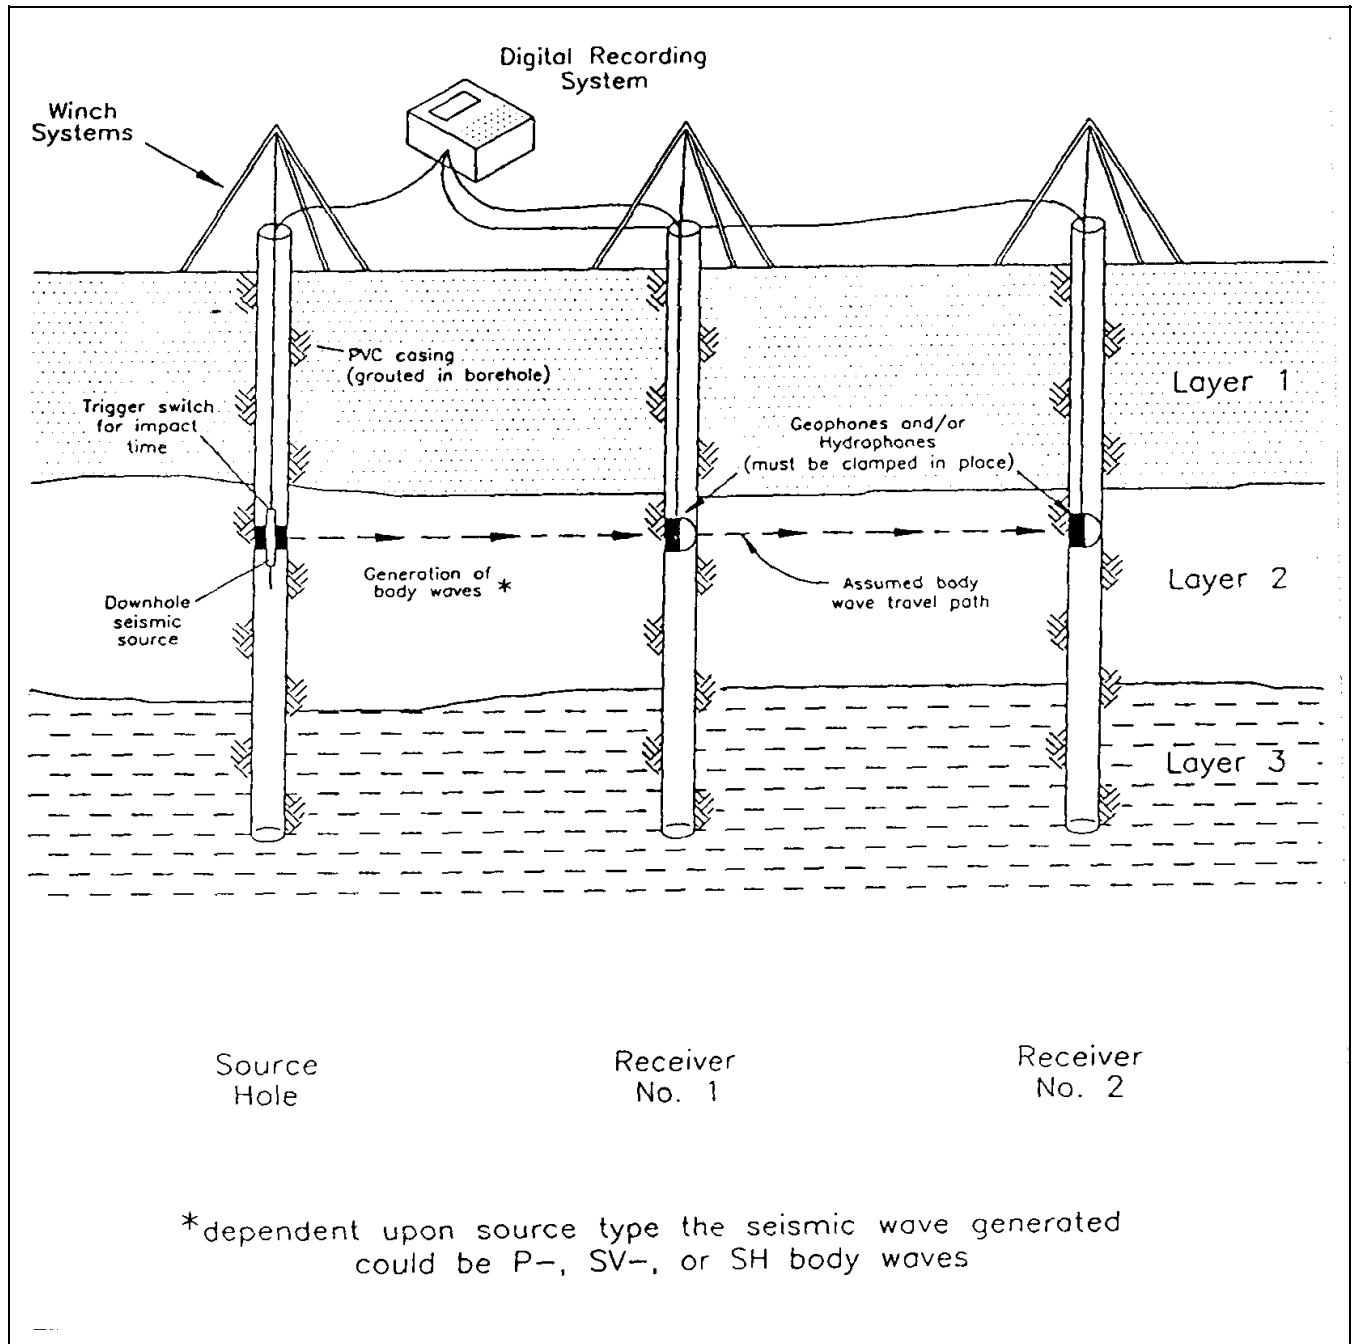 Digital Recording
System
Winch
Systems
PVC casing
(grouted in borehole)
Layer 1
Trigger switch
for impact
time
Geophones and/or
Hydrophones
(must be clamped in place)
Generation of
body waves *
Assumed body
wave travel path
Layer 2
Downhole
seismic
source
Layer 3
Source
Hole
Receiver
No. 1
Receiver
No. 2
*dependent upon source type the seismic wave generated
could be P-, SV-, or SH body waves